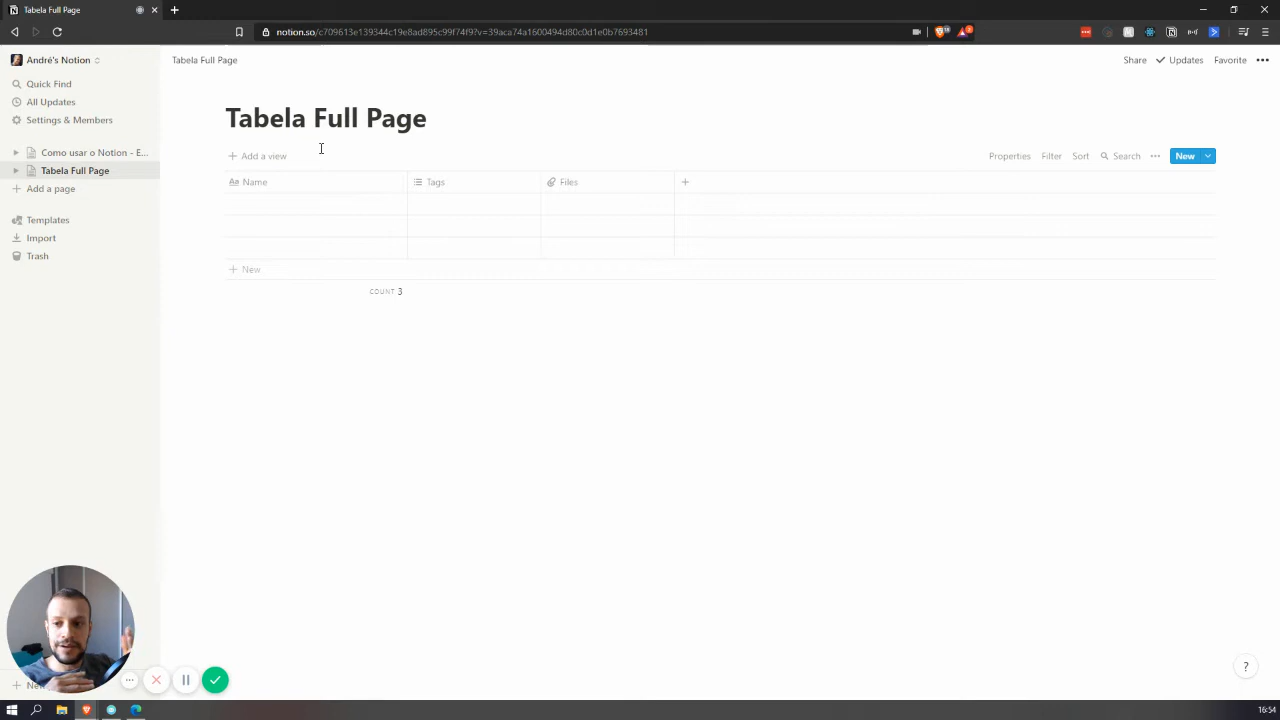 Tabela Full Page
notion.so/c709613e139344c19e8ad895c99f74f9?v=39aca74a1600494d80c0d1e0b7693481
André's Notion
Tabela Full Page
Share
Updates
Favorite
Quick Find
All Updates
Settings & Members
Como usar o Notion - E...
Tabela Full Page
Add a page
Templates
Import
Trash
Tabela Full Page
Add a view
Properties
Filter
Sort
Search
New
Aa Name
Tags
Files
New
COUNT 3
?
16:54